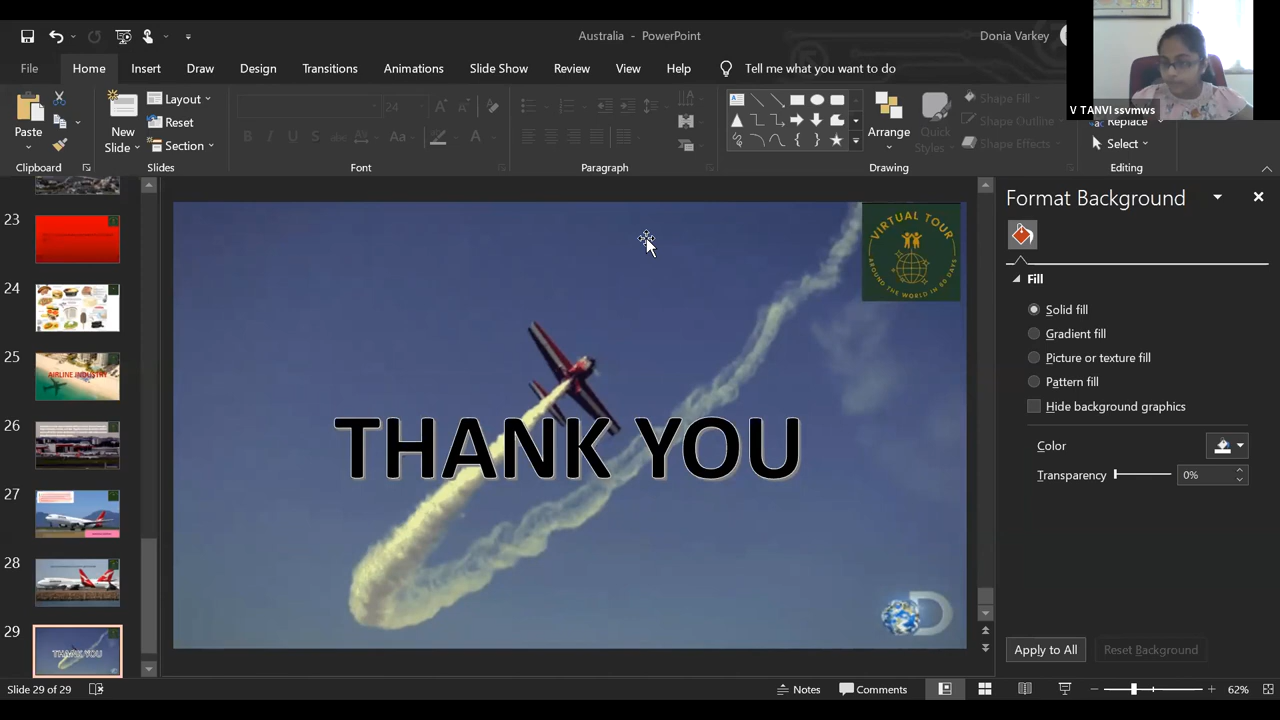 Australia - PowerPoint
Donia Varkey
V TANVI ssvmws
File Home Insert Draw Design Transitions Animations Slide Show Review View Help Tell me what you want to do
Paste
Clipboard
New
Slide
Layout
Reset
Section
Slides
24
Aa
Font
Paragraph
Arrange
Quick
Styles
Shape Fill
Shape Outline
Shape Effects
Drawing
Replace
Select
Editing
23
24
25
AIRLINE INDUSTRY
26
27
28
29
THANK YOU
VIRTUAL TOUR
AROUND THE WORLD IN 80 DAYS
THANK YOU
D
Format Background
Fill
Solid fill
Gradient fill
Picture or texture fill
Pattern fill
Hide background graphics
Color
Transparency 0%
Apply to All Reset Background
Slide 29 of 29
Notes Comments 62%